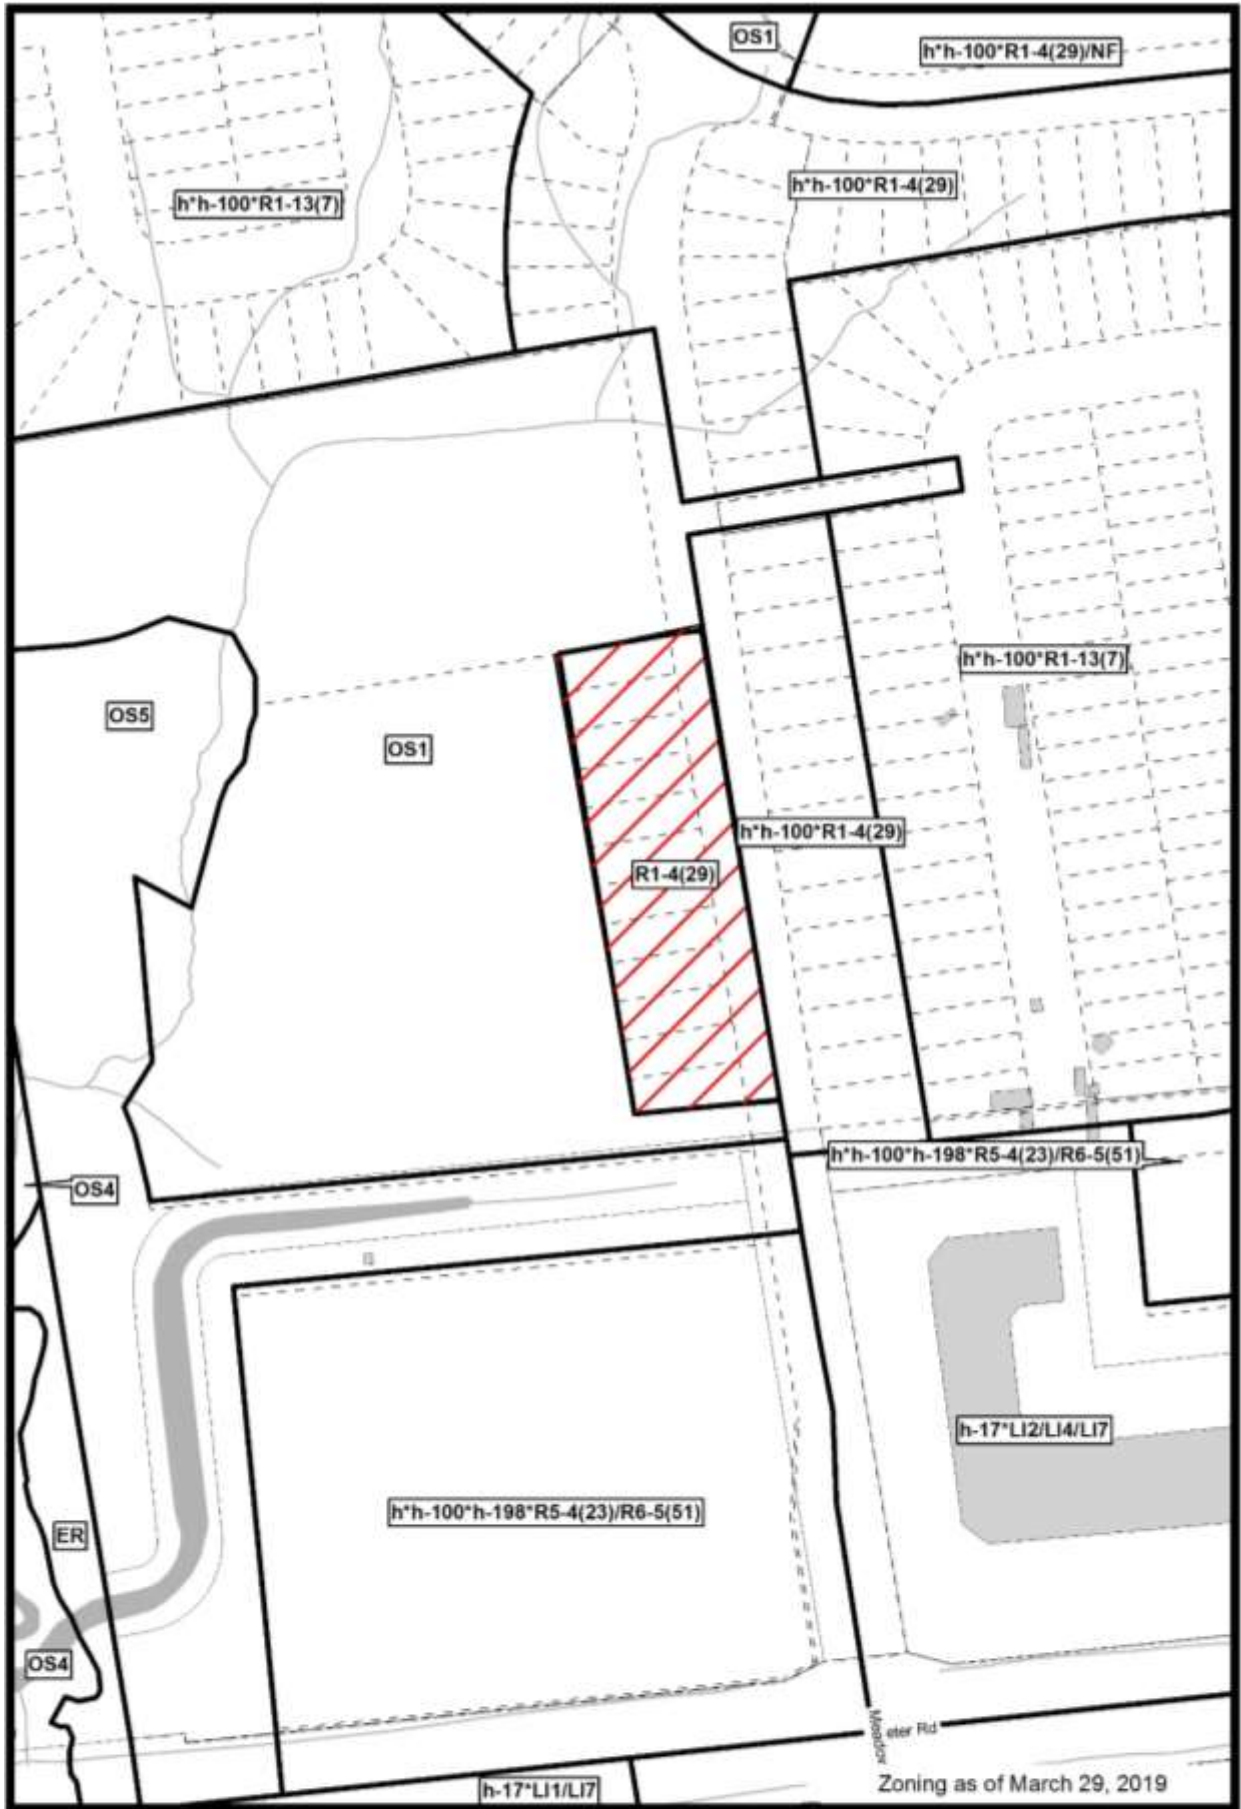 OS1
h*h-100*R1-4(29)/NF
h*h-100*R1-4(29)
h*h-100*R1-13(7)
h*h-100*R1-13(7)
OS5
OS1
h*h-100*R1-4(29)
R1-4(29)
h*h-100*h-198*R5-4(23)/R6-5(51)
OS4
h-17*LI2/LI4/LI7
h*h-100*h-198*R5-4(23)/R6-5(51)
ER
OS4
eter Rd
h-17*LI1/LI7
Zoning as of March 29, 2019